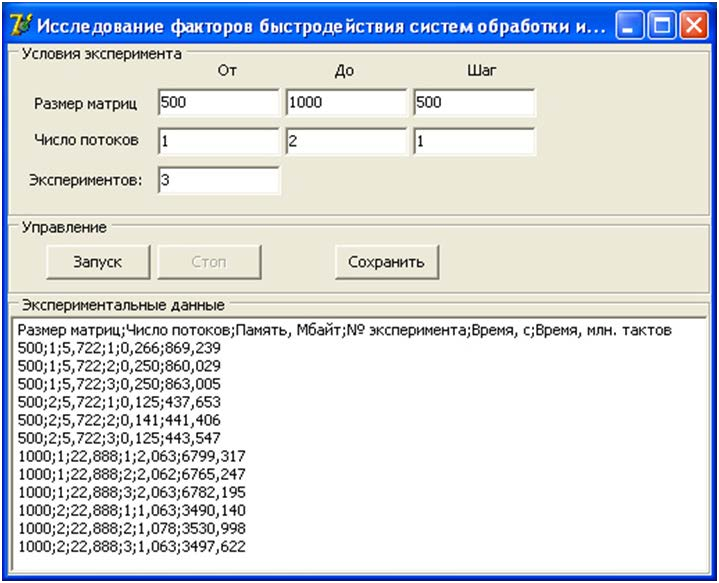 Исследование факторов быстродействия систем обработки и...
Условия эксперимента
От До Шаг
Размер матриц 500 1000 500
Число потоков 1 2 1
Экспериментов: 3
Управление
Запуск Стоп Сохранить
Экспериментальные данные
Размер матриц;Число потоков;Память, Мбайт;№ эксперимента;Время, с;Время, млн. тактов
500;1;5,722;1;0,266;869,239
500;1;5,722;2;0,250;860,029
500;1;5,722;3;0,250;863,005
500;2;5,722;1;0,125;437,653
500;2;5,722;2;0,141;441,406
500;2;5,722;3;0,125;443,547
1000;1;22,888;1;2,063;6799,317
1000;1;22,888;2;2,062;6765,247
1000;1;22,888;3;2,063;6782,195
1000;2;22,888;1;1,063;3490,140
1000;2;22,888;2;1,078;3530,998
1000;2;22,888;3;1,063;3497,622